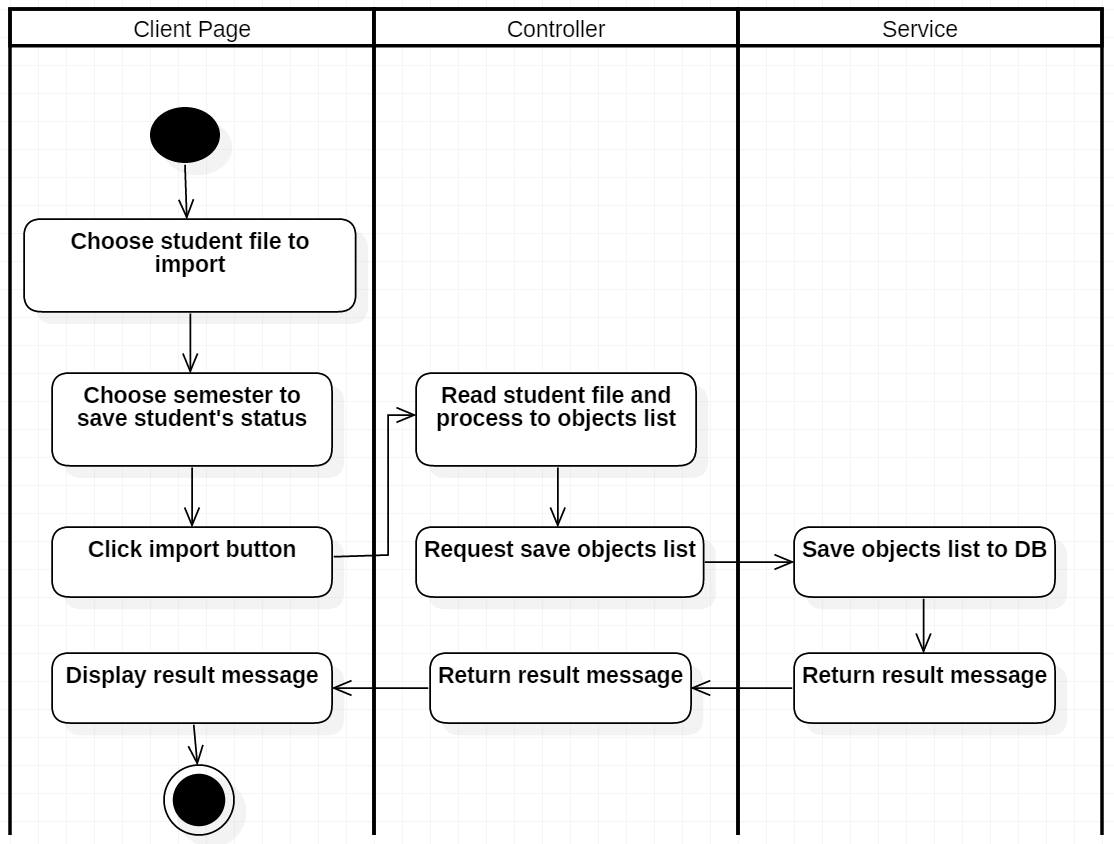 Client Page
Controller
Service
Choose student file to
import
Choose semester to
save student's status
Read student file and
process to objects list
Click import button
Request save objects list
Save objects list to DB
Display result message
Return result message
Return result message